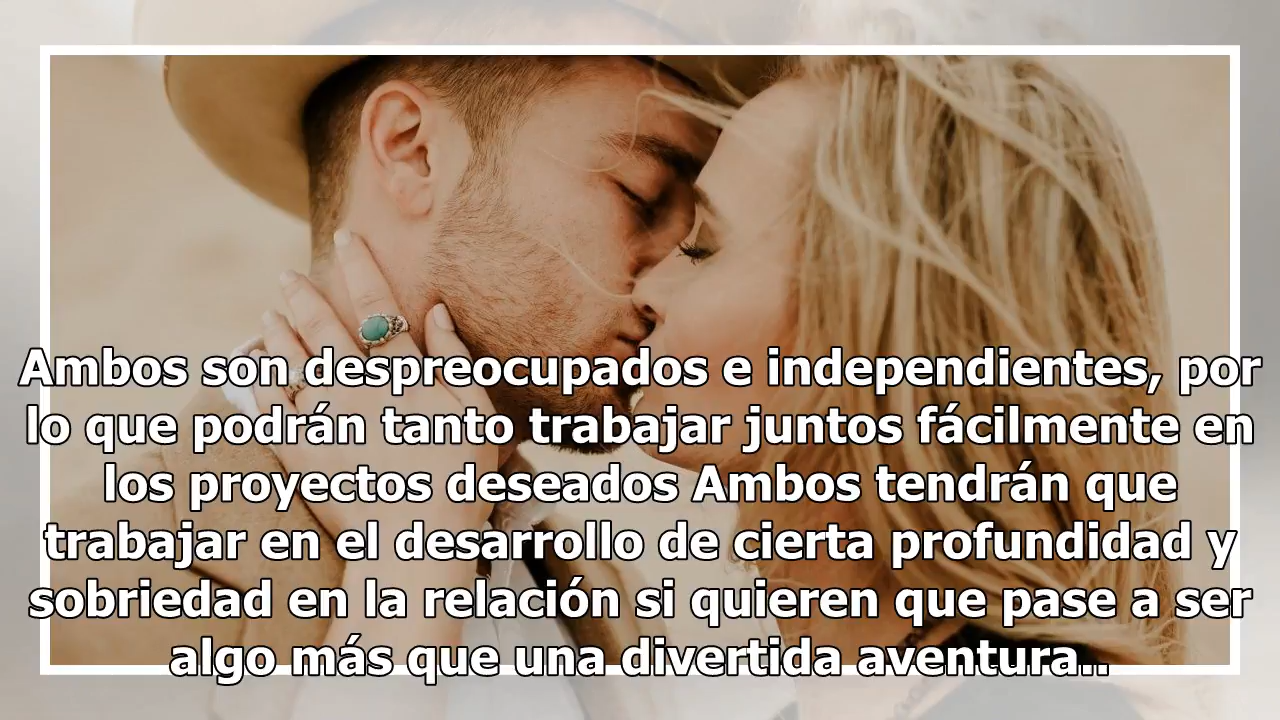 Ambos son despreocupados e independientes, por
lo que podrán tanto trabajar juntos fácilmente en
los proyectos deseados Ambos tendrán que
trabajar en el desarrollo de cierta profundidad y
sobriedad en la relación si quieren que pase a ser
algo más que una divertida aventura..